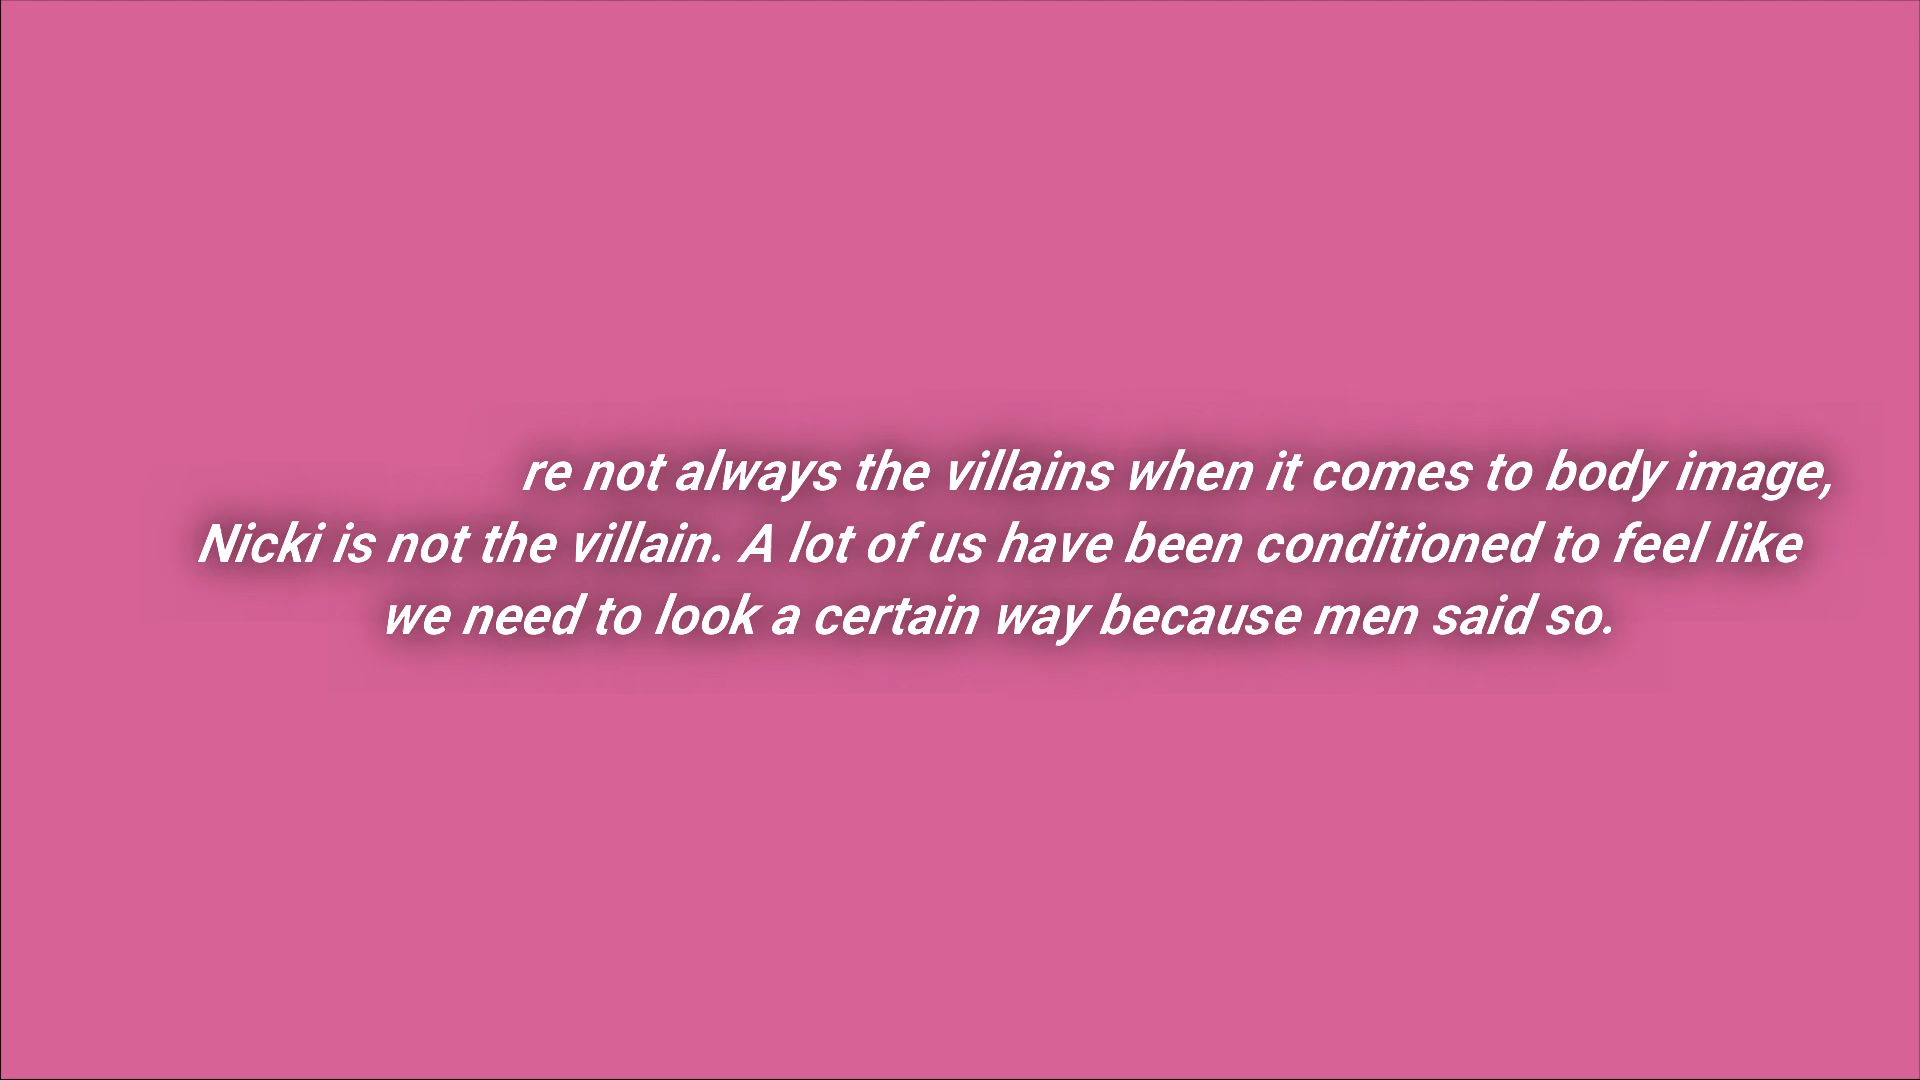 re not always the villains when it comes to body image,
Nicki is not the villain. A lot of us have been conditioned to feel like
we need to look a certain way because men said so.